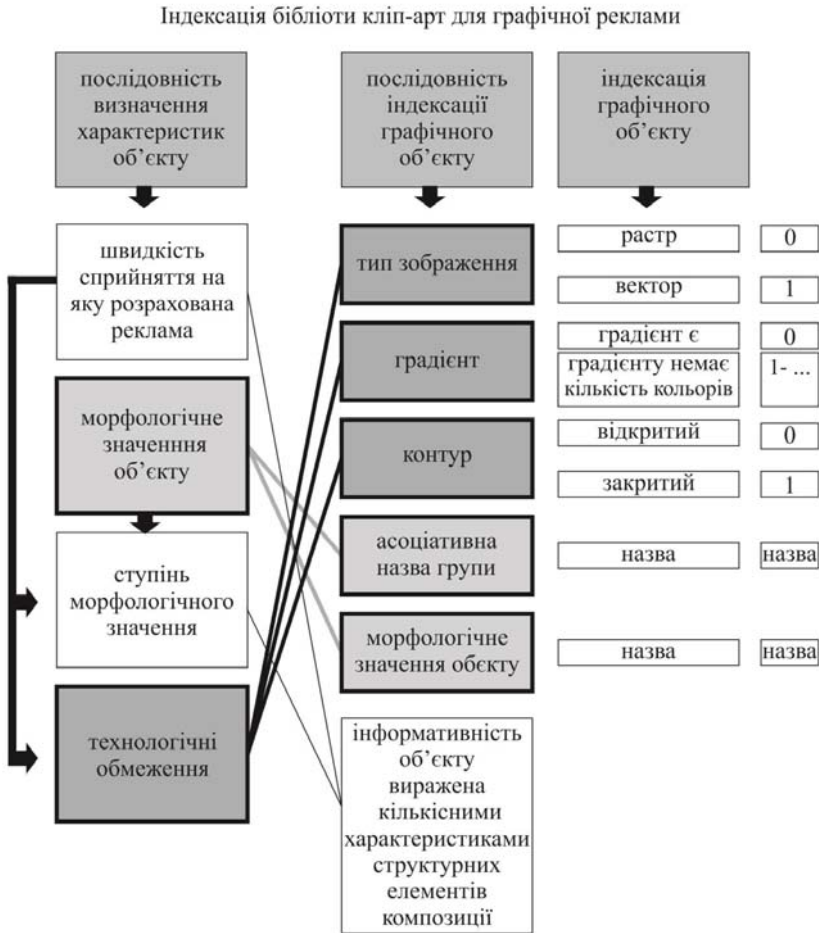 Індексація бібліоти кліп-арт для графічної реклами
послідовність
визначення
характеристик
об’єкту
послідовність
індексації
графічного
об’єкту
індексація
графічного
об’єкту
швидкість
сприйняття на
яку розрахована
реклама
морфологічне
значенння
об’єкту
ступінь
морфологічного
значення
технологічні
обмеження
тип зображення
градієнт
контур
асоціативна
назва групи
морфологічне
значення обєкту
інформативність
об’єкту
виражена
кількісними
характеристиками
структурних
елементів
композиції
растр 0
вектор 1
градієнт є 0
градієнту немає 1- ...
кількість кольорів
відкритий 0
закритий 1
назва назва
назва назва